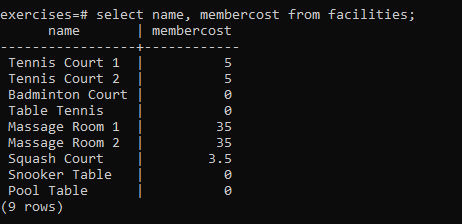 exercises=# select name, membercost from facilities;
      name       | membercost
-----------------+------------
 Tennis Court 1  |          5
 Tennis Court 2  |          5
 Badminton Court |          0
 Table Tennis    |          0
 Massage Room 1  |         35
 Massage Room 2  |         35
 Squash Court    |        3.5
 Snooker Table   |          0
 Pool Table      |          0
(9 rows)